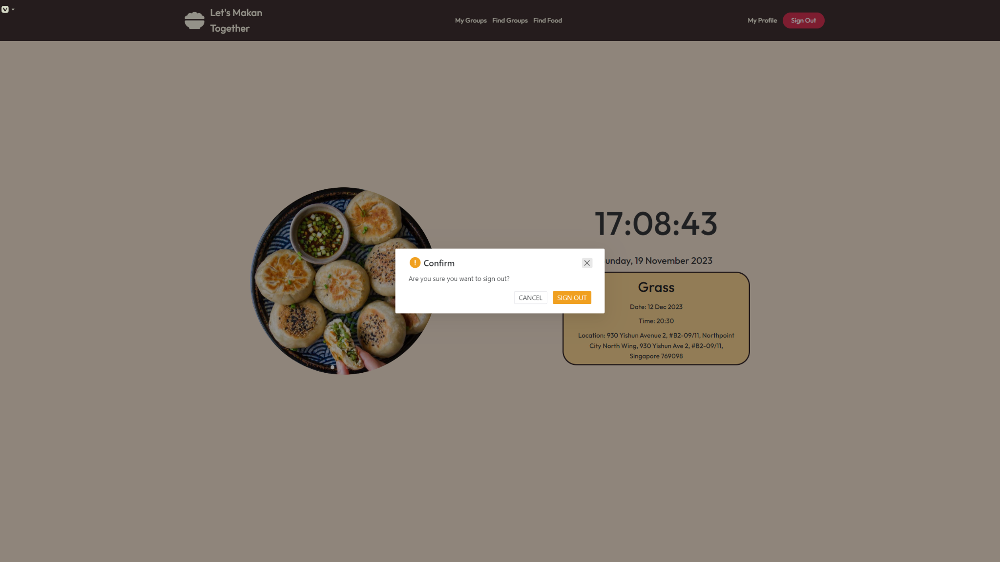 Let's Makan
Together
My Groups Find Groups Find Food
My Profile Sign Out
17:08:43
unday, 19 November 2023
Confirm
Are you sure you want to sign out?
CANCEL SIGN OUT
Grass
Date: 12 Dec 2023
Time: 20:30
Location: 930 Yishun Avenue 2, #B2-09/11, Northpoint
City North Wing, 930 Yishun Ave 2, #B2-09/11,
Singapore 769098